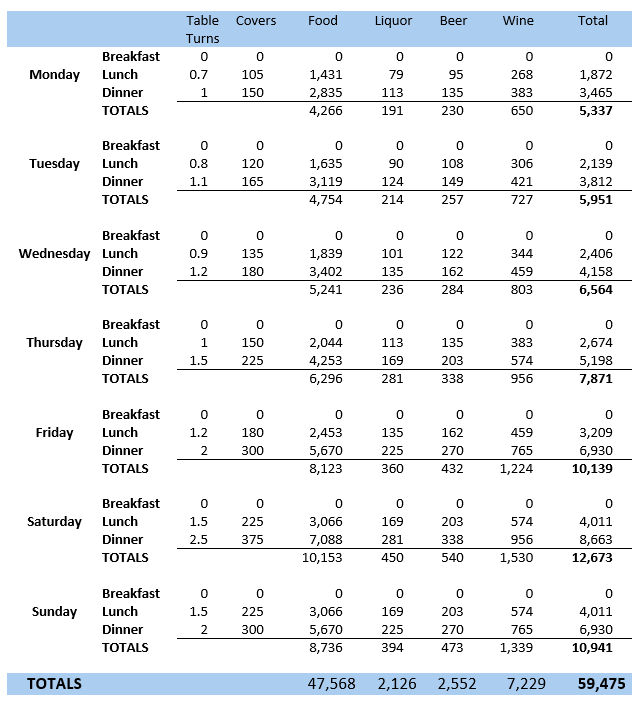 Table Covers Food Liquor Beer Wine Total
Turns
Breakfast 0 0 0 0 0 0 0
Monday Lunch 0.7 105 1,431 79 95 268 1,872
Dinner 1 150 2,835 113 135 383 3,465
TOTALS 4,266 191 230 650 5,337
Breakfast 0 0 0 0 0 0 0
Tuesday Lunch 0.8 120 1,635 90 108 306 2,139
Dinner 1.1 165 3,119 124 149 421 3,812
TOTALS 4,754 214 257 727 5,951
Breakfast 0 0 0 0 0 0 0
Wednesday Lunch 0.9 135 1,839 101 122 344 2,406
Dinner 1.2 180 3,402 135 162 459 4,158
TOTALS 5,241 236 284 803 6,564
Breakfast 0 0 0 0 0 0 0
Thursday Lunch 1 150 2,044 113 135 383 2,674
Dinner 1.5 225 4,253 169 203 574 5,198
TOTALS 6,296 281 338 956 7,871
Breakfast 0 0 0 0 0 0 0
Friday Lunch 1.2 180 2,453 135 162 459 3,209
Dinner 2 300 5,670 225 270 765 6,930
TOTALS 8,123 360 432 1,224 10,139
Breakfast 0 0 0 0 0 0 0
Saturday Lunch 1.5 225 3,066 169 203 574 4,011
Dinner 2.5 375 7,088 281 338 956 8,663
TOTALS 10,153 450 540 1,530 12,673
Breakfast 0 0 0 0 0 0 0
Sunday Lunch 1.5 225 3,066 169 203 574 4,011
Dinner 2 300 5,670 225 270 765 6,930
TOTALS 8,736 394 473 1,339 10,941
TOTALS 47,568 2,126 2,552 7,229 59,475